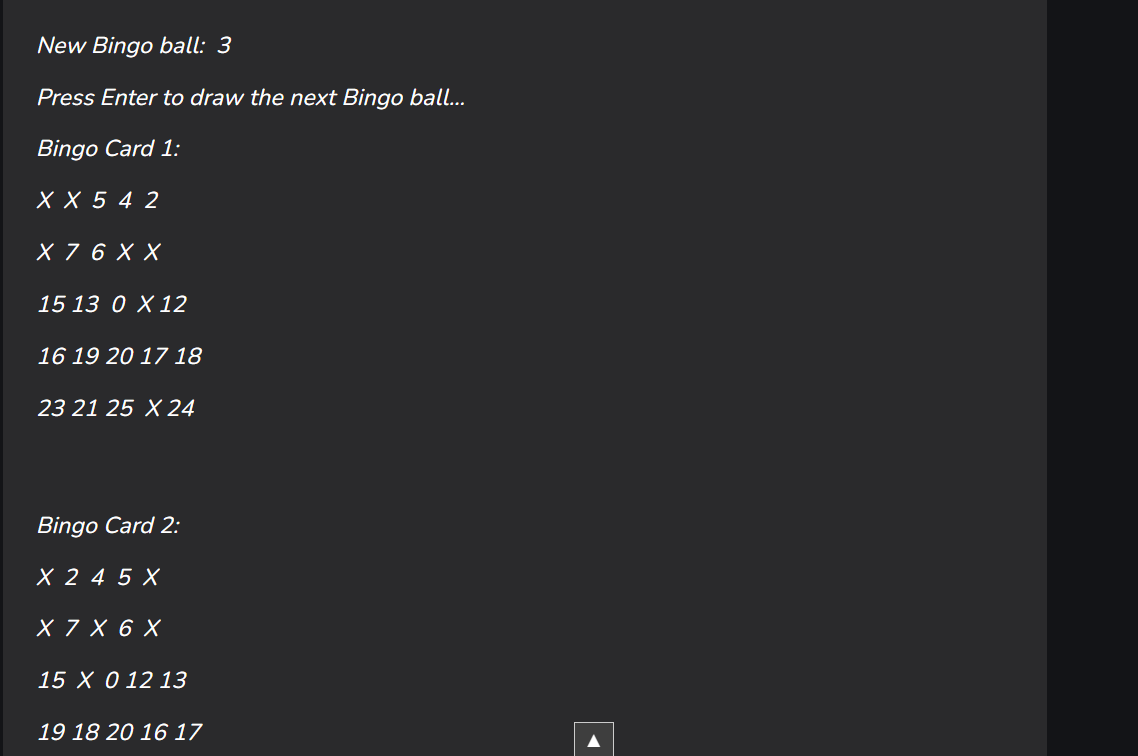 New Bingo ball:  3
Press Enter to draw the next Bingo ball...
Bingo Card 1:
X  X  5  4  2
X  7  6  X  X
15 13  0  X 12
16 19 20 17 18
23 21 25  X 24
Bingo Card 2:
X  2  4  5  X
X  7  X  6  X
15  X  0 12 13
19 18 20 16 17